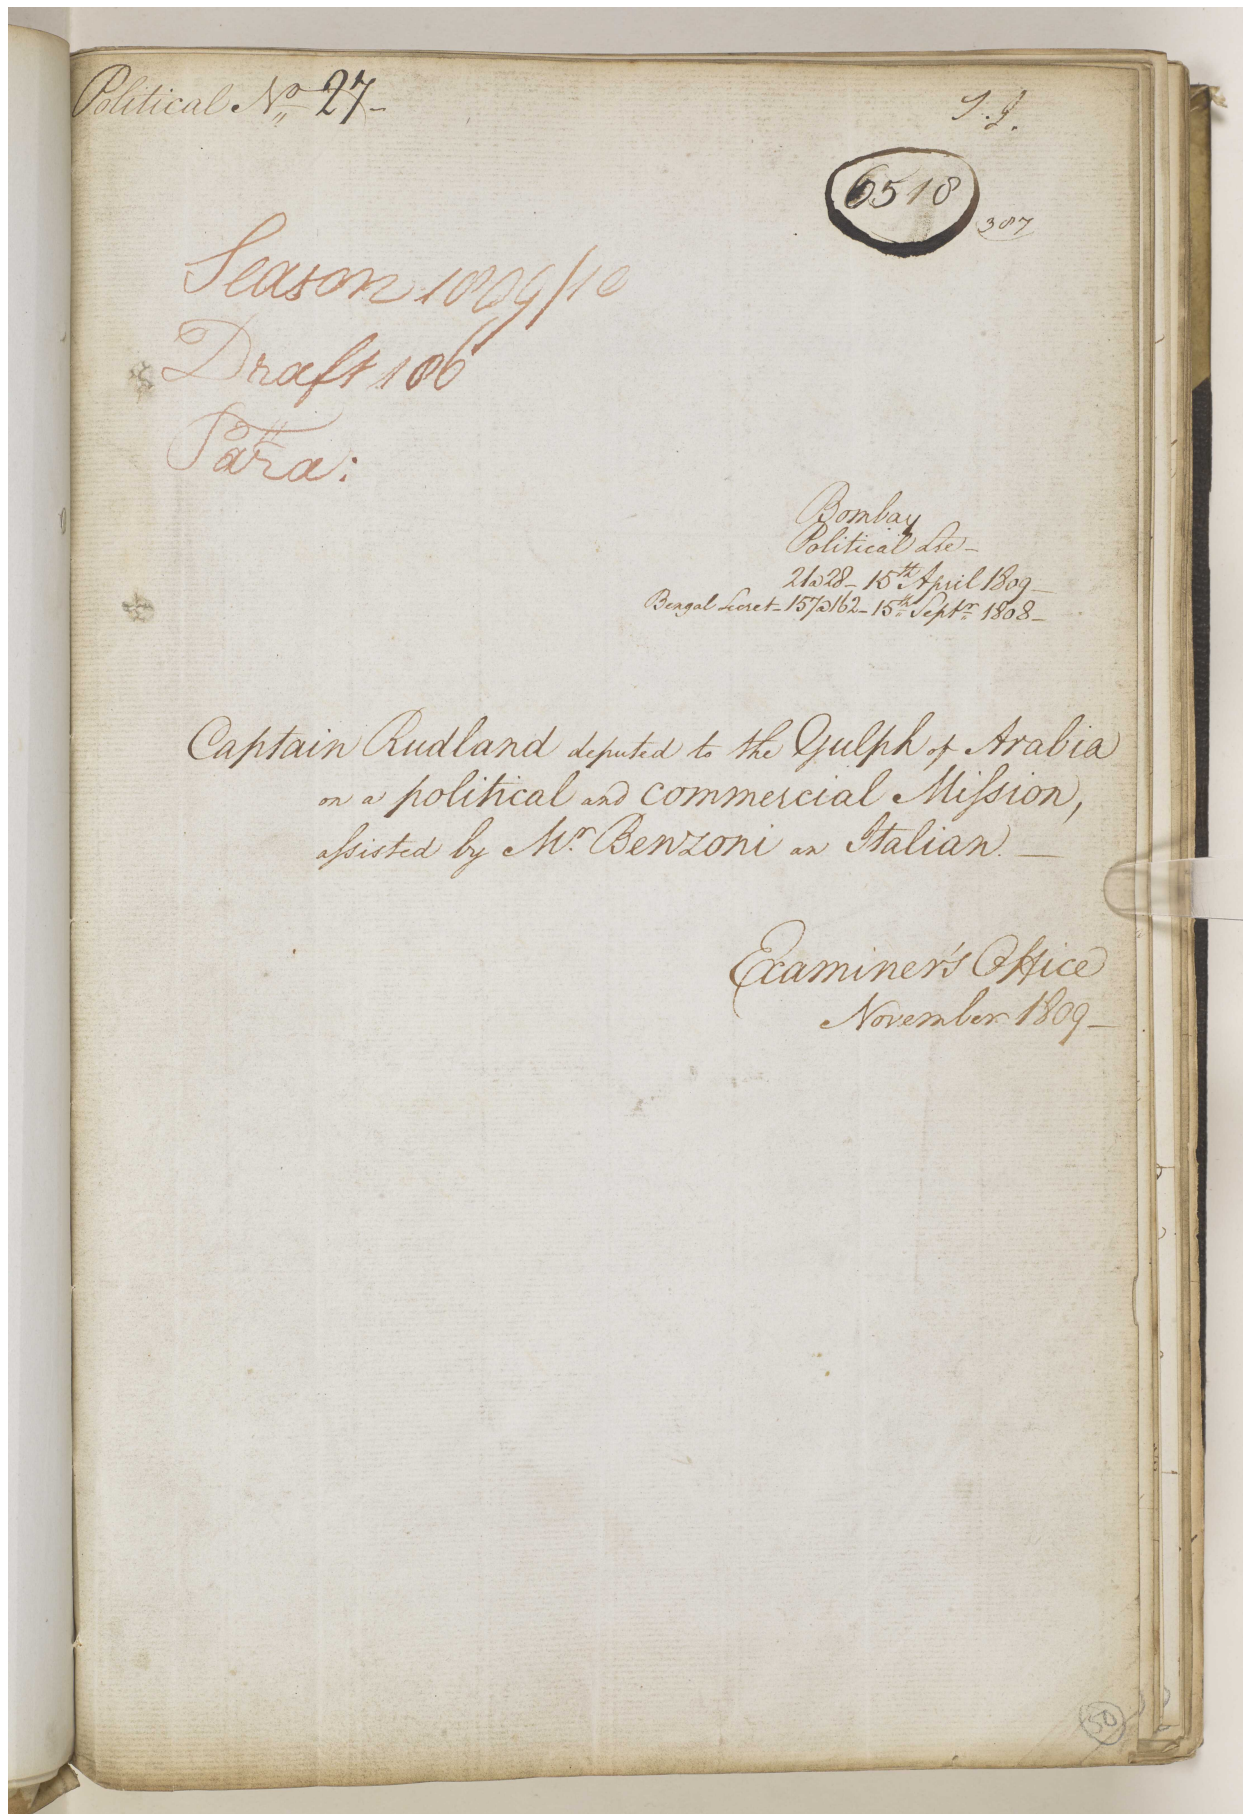 Political No. 27-
6518
387
Season 1809/10
Draft 106
Para:
Bombay
Political Lre-
21 a 28- 15th April 1809-
Bengal Secret- 157 a 162- 15th Septr 1808-
Captain Rudland deputed to the Gulph of Arabia
on a political and commercial Mission,
assisted by Mr. Benzoni an Italian.-
Examiner's Office
November 1809-
50